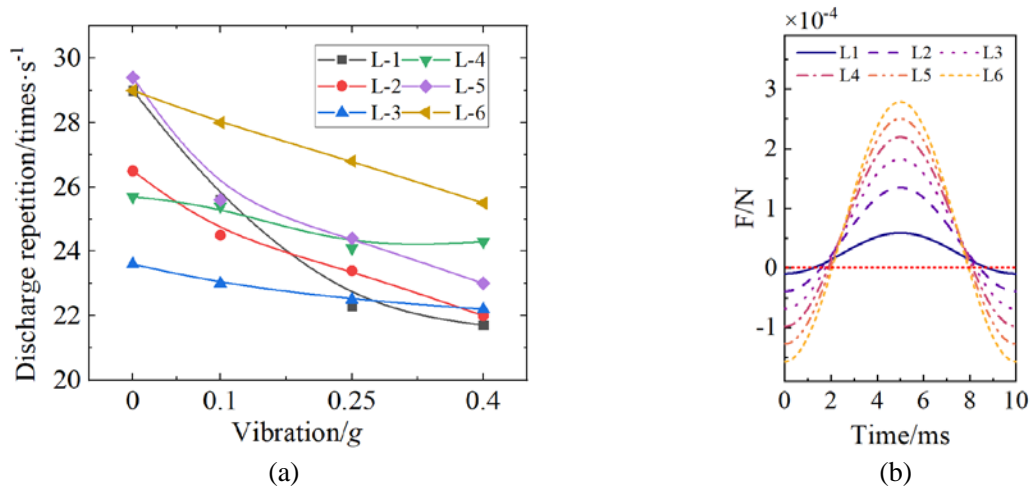 30
28
26
24
22
20
Discharge repetition/times·s⁻¹
L-1 L-4
L-2 L-5
L-3 L-6
0 0.1 0.25 0.4
Vibration/g
(a)
×10⁻⁴
L1 L2 L3
L4 L5 L6
3
2
1
0
-1
F/N
0 2 4 6 8 10
Time/ms
(b)